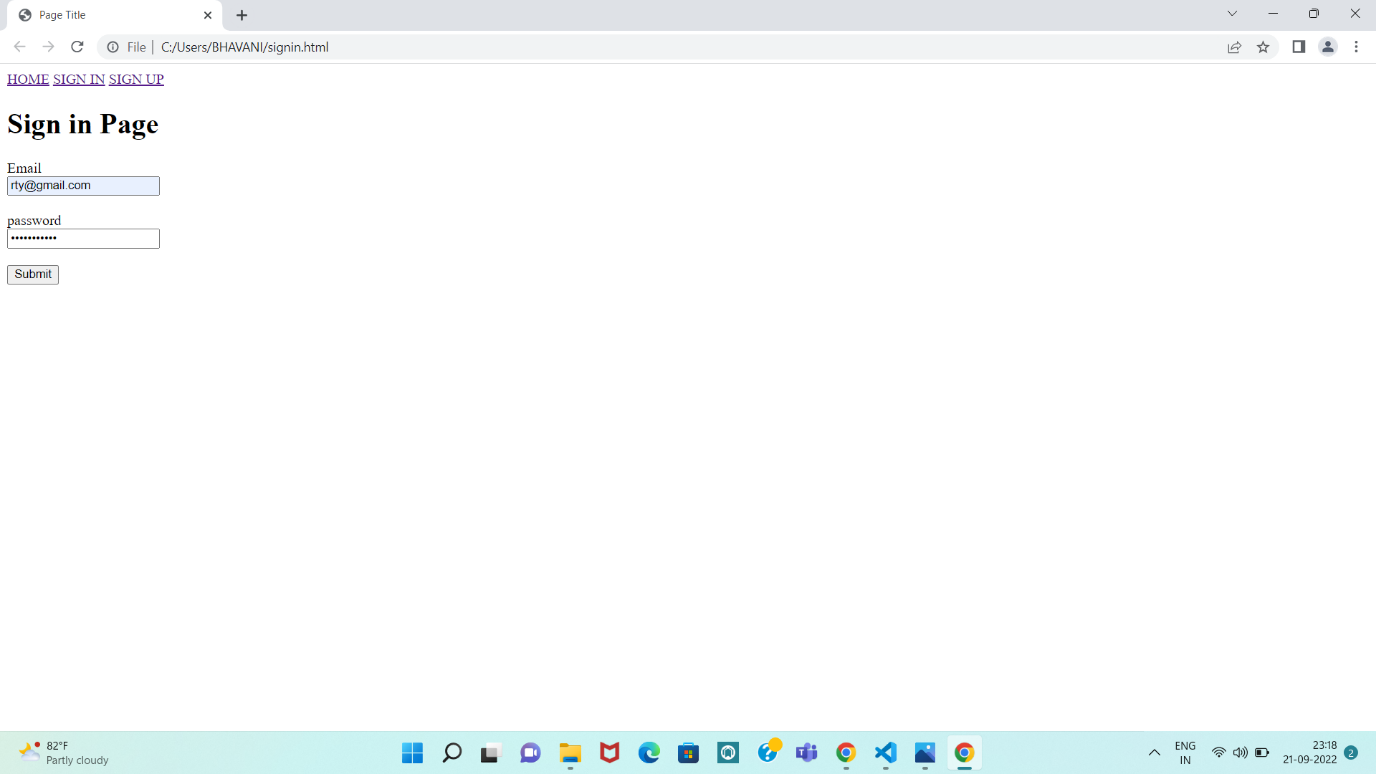 Page Title
File | C:/Users/BHAVANI/signin.html
HOME SIGN IN SIGN UP
Sign in Page
Email
rty@gmail.com
password
•••••••••••
Submit
82°F
Partly cloudy
ENG
IN
23:18
21-09-2022
2